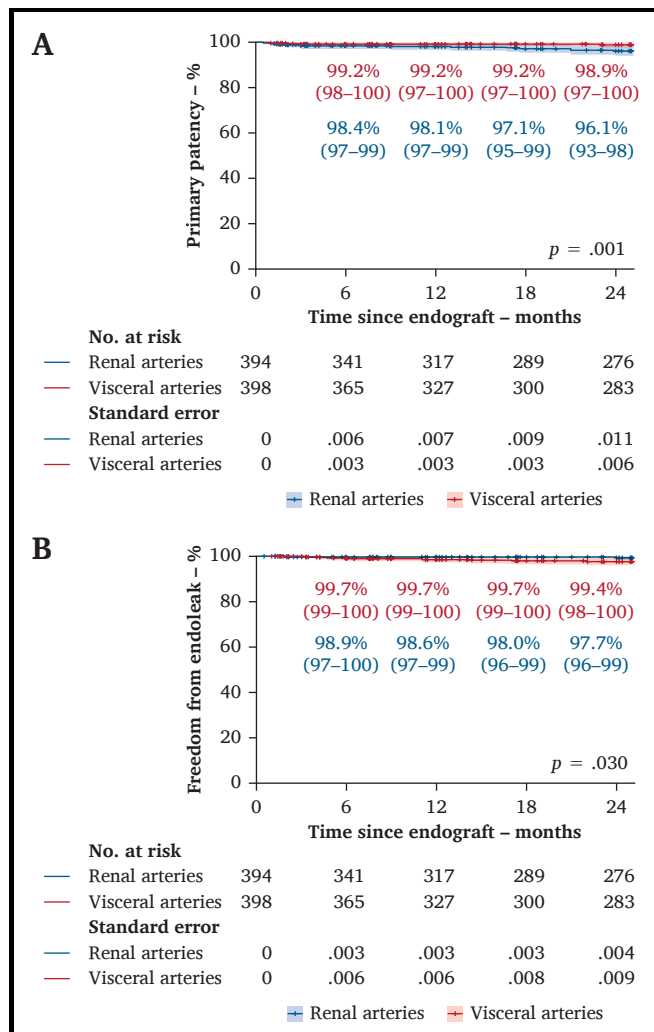 A
Primary patency – %
100
80
60
40
20
0
99.2% 99.2% 99.2% 98.9%
(98–100) (97–100) (97–100) (97–100)
98.4% 98.1% 97.1% 96.1%
(97–99) (97–99) (95–99) (93–98)
p = .001
0 6 12 18 24
Time since endograft – months
No. at risk
Renal arteries 394 341 317 289 276
Visceral arteries 398 365 327 300 283
Standard error
Renal arteries 0 .006 .007 .009 .011
Visceral arteries 0 .003 .003 .003 .006
Renal arteries Visceral arteries
B
Freedom from endoleak – %
100
80
60
40
20
0
99.7% 99.7% 99.7% 99.4%
(99–100) (99–100) (99–100) (98–100)
98.9% 98.6% 98.0% 97.7%
(97–100) (97–99) (96–99) (96–99)
p = .030
0 6 12 18 24
Time since endograft – months
No. at risk
Renal arteries 394 341 317 289 276
Visceral arteries 398 365 327 300 283
Standard error
Renal arteries 0 .003 .003 .003 .004
Visceral arteries 0 .006 .006 .008 .009
Renal arteries Visceral arteries